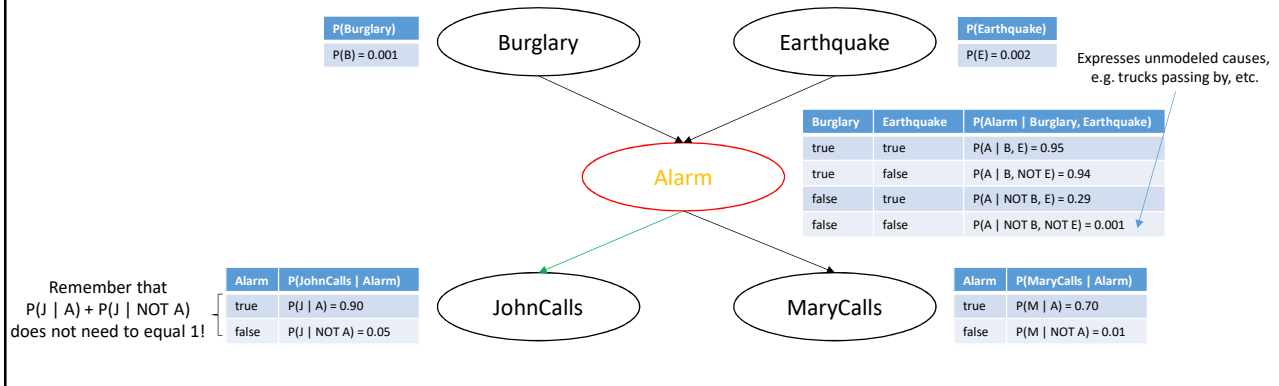 P(Burglary)
P(B) = 0.001
Burglary
Earthquake
P(Earthquake)
P(E) = 0.002
Expresses unmodeled causes,
e.g. trucks passing by, etc.
Burglary Earthquake P(Alarm | Burglary, Earthquake)
true true P(A | B, E) = 0.95
true false P(A | B, NOT E) = 0.94
false true P(A | NOT B, E) = 0.29
false false P(A | NOT B, NOT E) = 0.001
Alarm
Remember that
P(J | A) + P(J | NOT A)
does not need to equal 1!
Alarm P(JohnCalls | Alarm)
true P(J | A) = 0.90
false P(J | NOT A) = 0.05
JohnCalls
MaryCalls
Alarm P(MaryCalls | Alarm)
true P(M | A) = 0.70
false P(M | NOT A) = 0.01